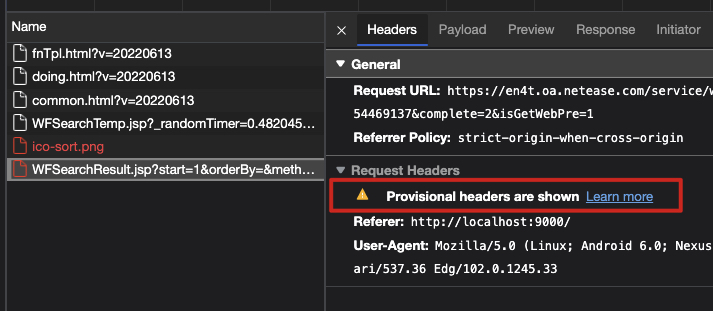 Name
fnTpl.html?v=20220613
doing.html?v=20220613
common.html?v=20220613
WFSearchTemp.jsp?_randomTimer=0.482045...
ico-sort.png
WFSearchResult.jsp?start=1&orderBy=&meth...
Headers Payload Preview Response Initiator
General
Request URL: https://en4t.oa.netease.com/service/w
54469137&complete=2&isGetWebPre=1
Referrer Policy: strict-origin-when-cross-origin
Request Headers
Provisional headers are shown Learn more
Referer: http://localhost:9000/
User-Agent: Mozilla/5.0 (Linux; Android 6.0; Nexus
ari/537.36 Edg/102.0.1245.33